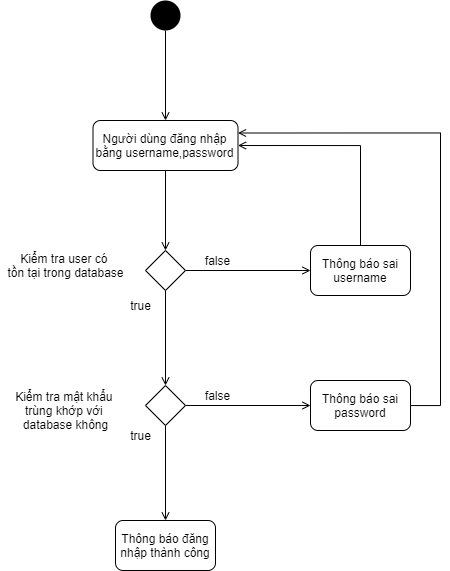 Người dùng đăng nhập
bằng username,password
Kiểm tra user có
tồn tại trong database
false
Thông báo sai
username
true
Kiểm tra mật khẩu
trùng khớp với
database không
false
Thông báo sai
password
true
Thông báo đăng
nhập thành công